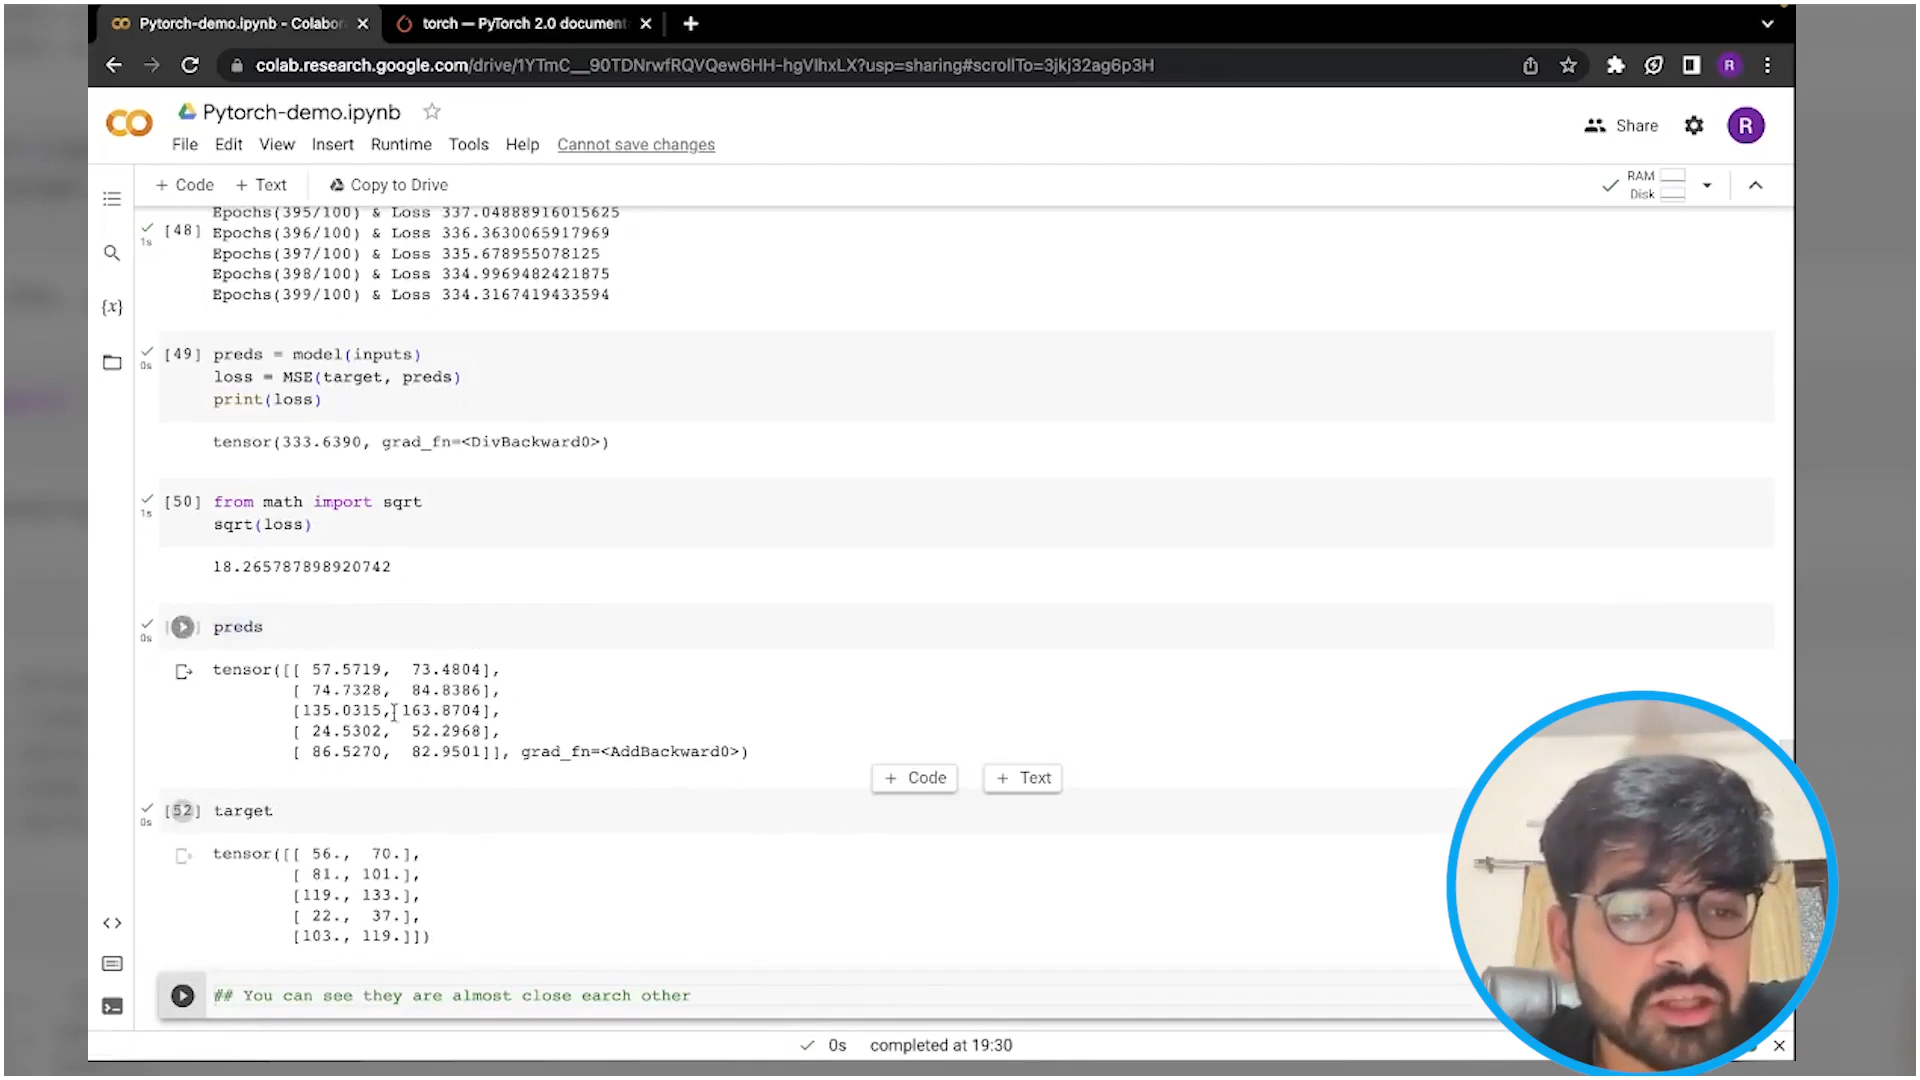 Pytorch-demo.ipynb - Colabor
torch — PyTorch 2.0 document
colab.research.google.com/drive/1YTmC__90TDNrwfRQVQew6HH-hgVIhxLX?usp=sharing#scrollTo=3jkj32ag6p3H
R
Pytorch-demo.ipynb
Share
R
File Edit View Insert Runtime Tools Help Cannot save changes
+ Code + Text Copy to Drive
RAM
Disk
Epochs(395/100) & Loss 337.04888916015625
[48] Epochs(396/100) & Loss 336.3630065917969
1s
Epochs(397/100) & Loss 335.678955078125
Epochs(398/100) & Loss 334.9969482421875
Epochs(399/100) & Loss 334.3167419433594
{x}
[49] preds = model(inputs)
0s
loss = MSE(target, preds)
print(loss)
tensor(333.6390, grad_fn=<DivBackward0>)
[50] from math import sqrt
1s
sqrt(loss)
18.265787898920742
preds
0s
tensor([[ 57.5719, 73.4804],
[ 74.7328, 84.8386],
[135.0315, 163.8704],
[ 24.5302, 52.2968],
[ 86.5270, 82.9501]], grad_fn=<AddBackward0>)
+ Code + Text
[52] target
0s
tensor([[ 56., 70.],
[ 81., 101.],
[119., 133.],
[ 22., 37.],
[103., 119.]])
## You can see they are almost close earch other
0s completed at 19:30